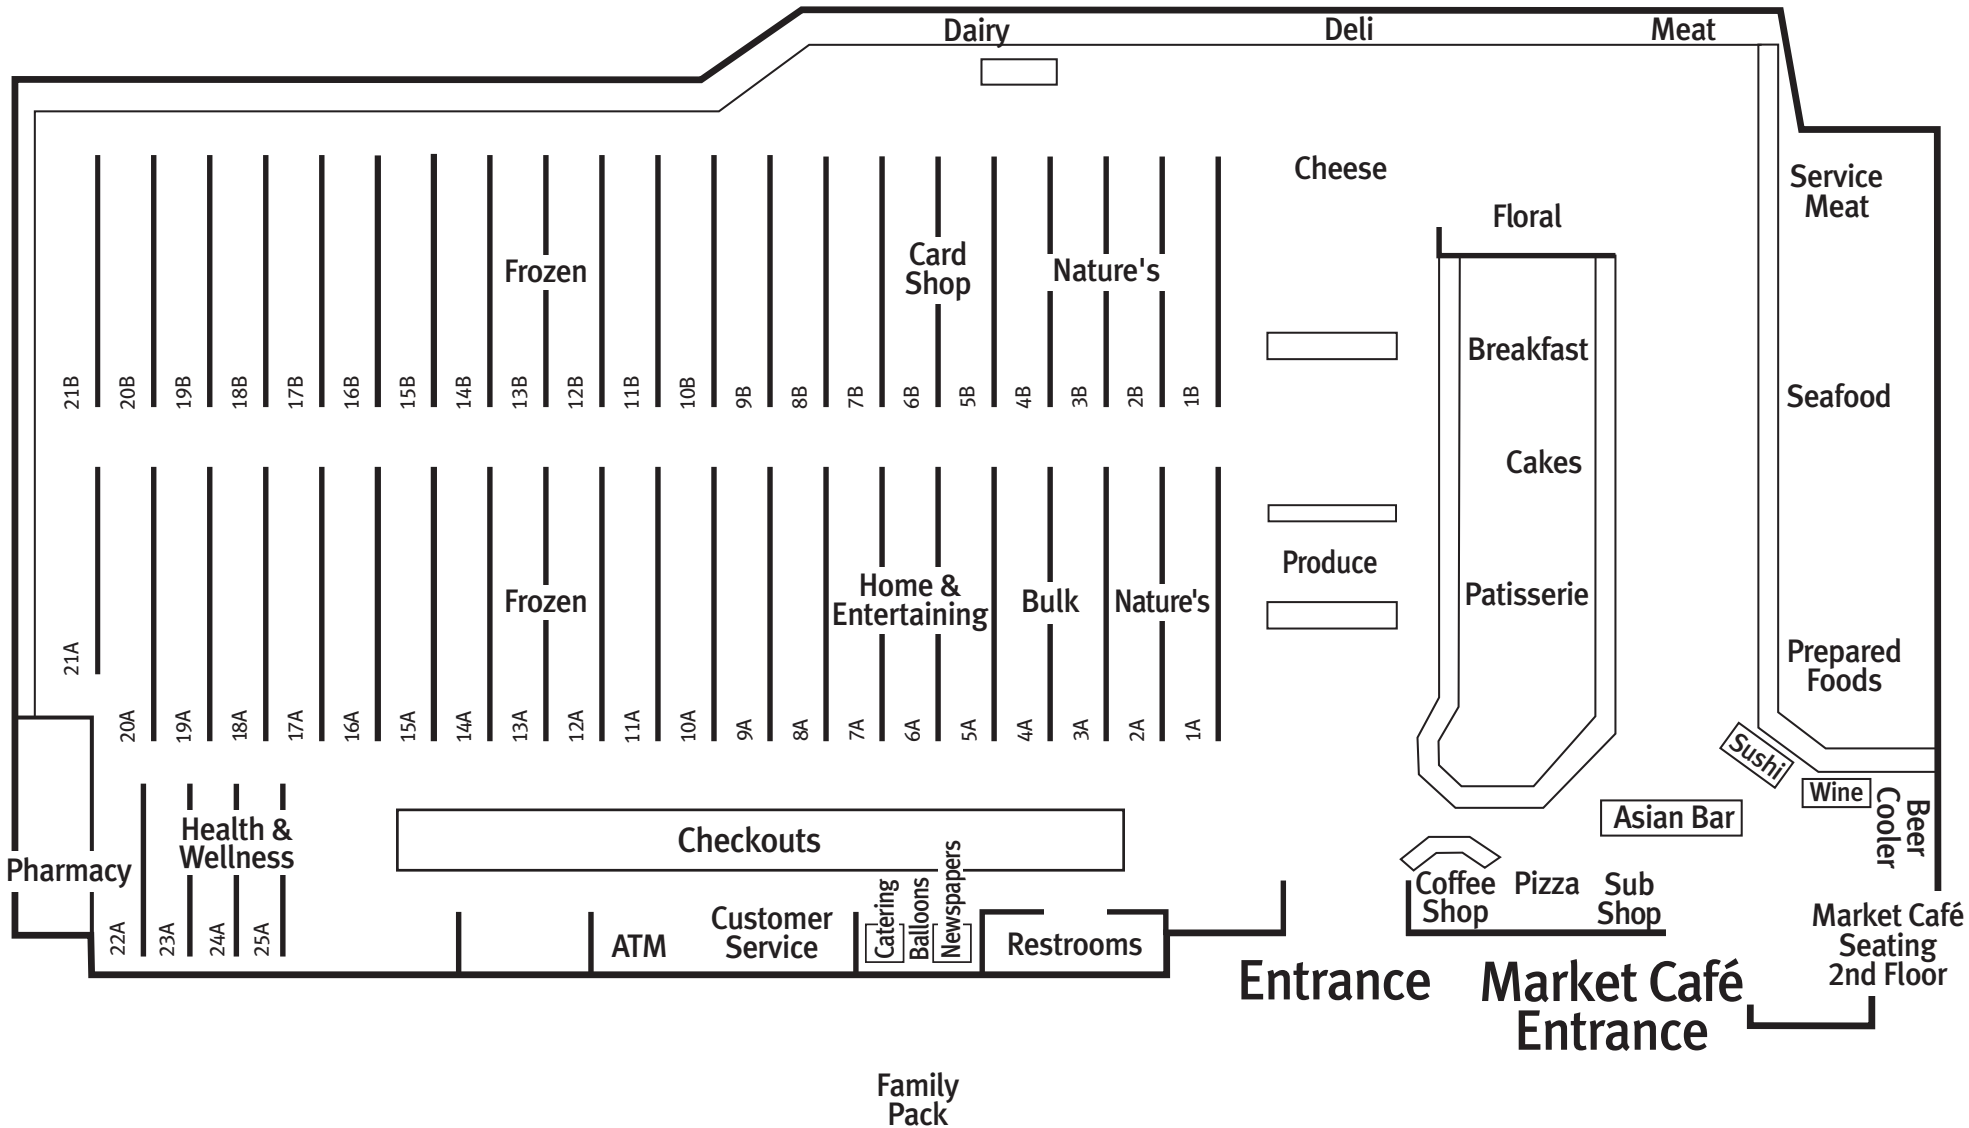 Dairy
Deli
Meat
Cheese
Service
Meat
Floral
Frozen
Card
Shop
Nature's
Breakfast
Seafood
21B
20B
19B
18B
17B
16B
15B
14B
13B
12B
11B
10B
9B
8B
7B
6B
5B
4B
3B
2B
1B
Cakes
Produce
Frozen
Home &
Entertaining
Bulk
Nature's
Patisserie
Prepared
Foods
21A
20A
19A
18A
17A
16A
15A
14A
13A
12A
11A
10A
9A
8A
7A
6A
5A
4A
3A
2A
1A
Sushi
Wine
Beer
Cooler
Asian Bar
Health &
Wellness
Checkouts
Pharmacy
Coffee
Shop
Pizza
Sub
Shop
22A
23A
24A
25A
ATM
Customer
Service
Catering
Balloons
Newspapers
Restrooms
Market Café
Seating
2nd Floor
Entrance
Market Café
Entrance
Family
Pack